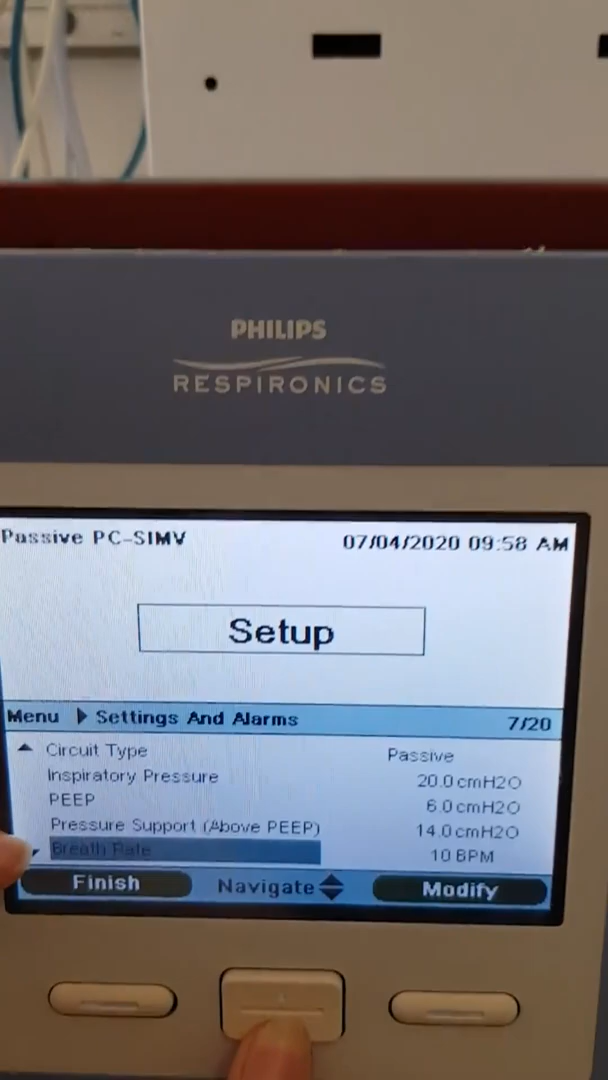 PHILIPS
RESPIRONICS
Passive PC-SIMV 07/04/2020 09:58 AM
Setup
Menu ▶ Settings And Alarms 7/20
Circuit Type Passive
Inspiratory Pressure 20.0 cmH2O
PEEP 6.0 cmH2O
Pressure Support (Above PEEP) 14.0 cmH2O
Breath Rate 10 BPM
Finish Navigate Modify